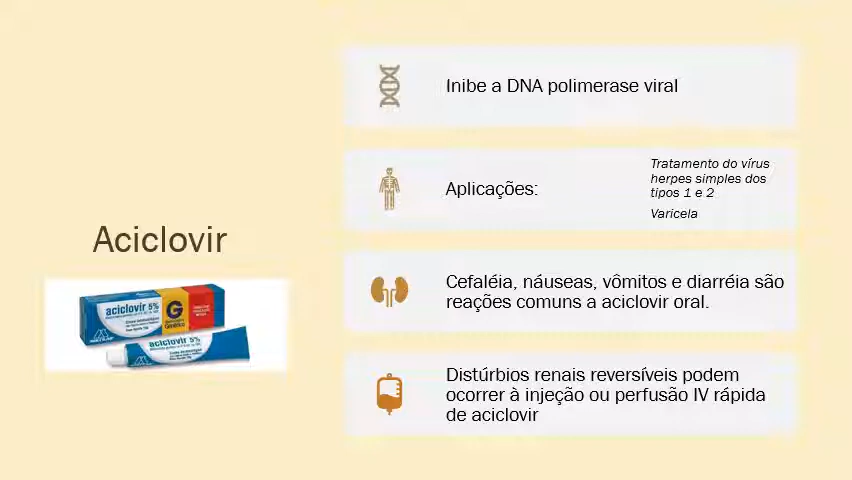 Inibe a DNA polimerase viral
Aplicações:
Tratamento do vírus
herpes simples dos
tipos 1 e 2
Varicela
Aciclovir
aciclovir 5%
G
Genérico
aciclovir 5%
Cefaléia, náuseas, vômitos e diarréia são
reações comuns a aciclovir oral.
Distúrbios renais reversíveis podem
ocorrer à injeção ou perfusão IV rápida
de aciclovir